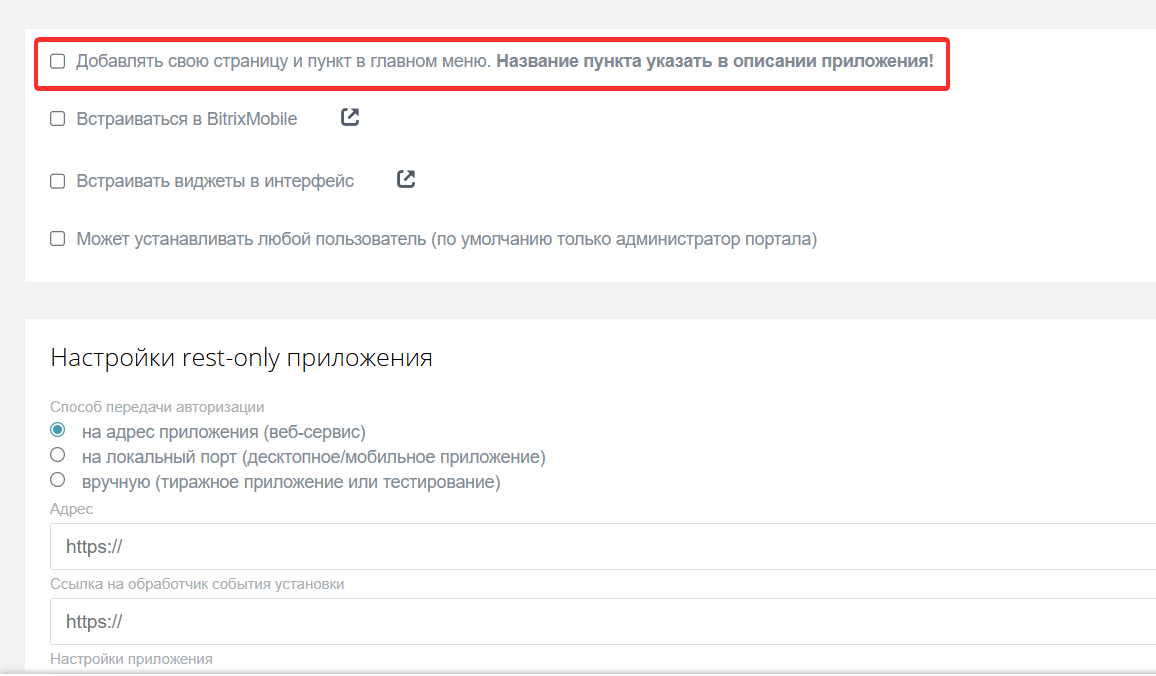 Добавлять свою страницу и пункт в главном меню. Название пункта указать в описании приложения!
Встраиваться в BitrixMobile
Встраивать виджеты в интерфейс
Может устанавливать любой пользователь (по умолчанию только администратор портала)
Настройки rest-only приложения
Способ передачи авторизации
на адрес приложения (веб-сервис)
на локальный порт (десктопное/мобильное приложение)
вручную (тиражное приложение или тестирование)
Адрес
https://
Ссылка на обработчик события установки
https://
Настройки приложения